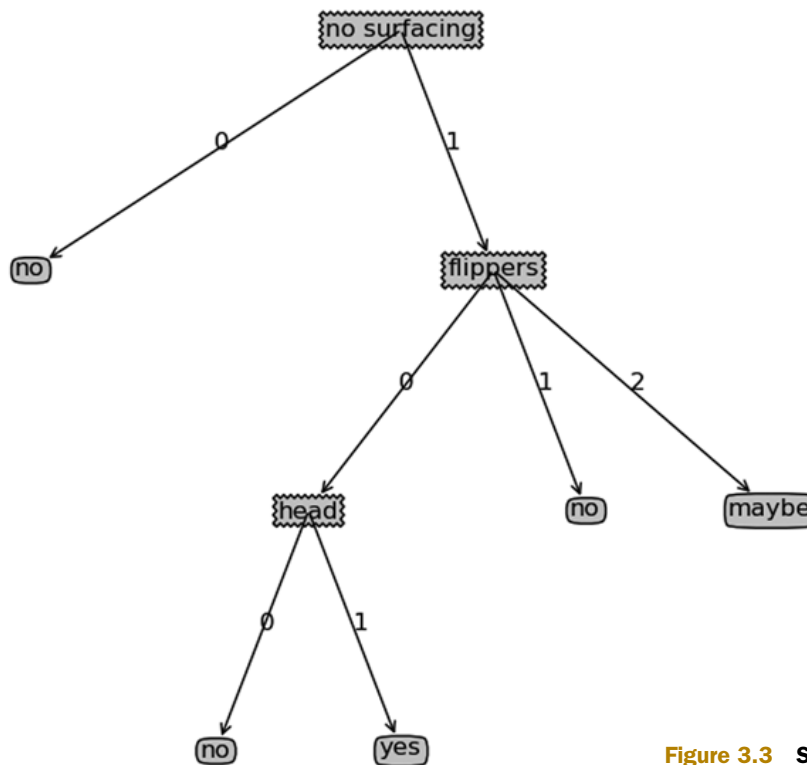 no surfacing
0
1
no
flippers
0
1
2
head
no
maybe
0
1
no
yes
Figure 3.3 S